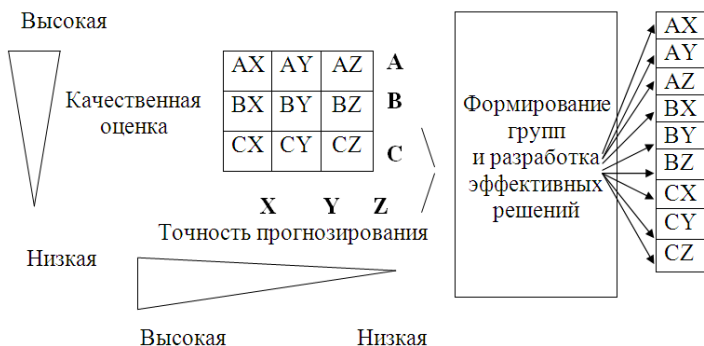 Высокая
Качественная
оценка
Низкая
AX AY AZ A
BX BY BZ B
CX CY CZ C
X Y Z
Точность прогнозирования
Высокая Низкая
Формирование
групп
и разработка
эффективных
решений
AX
AY
AZ
BX
BY
BZ
CX
CY
CZ